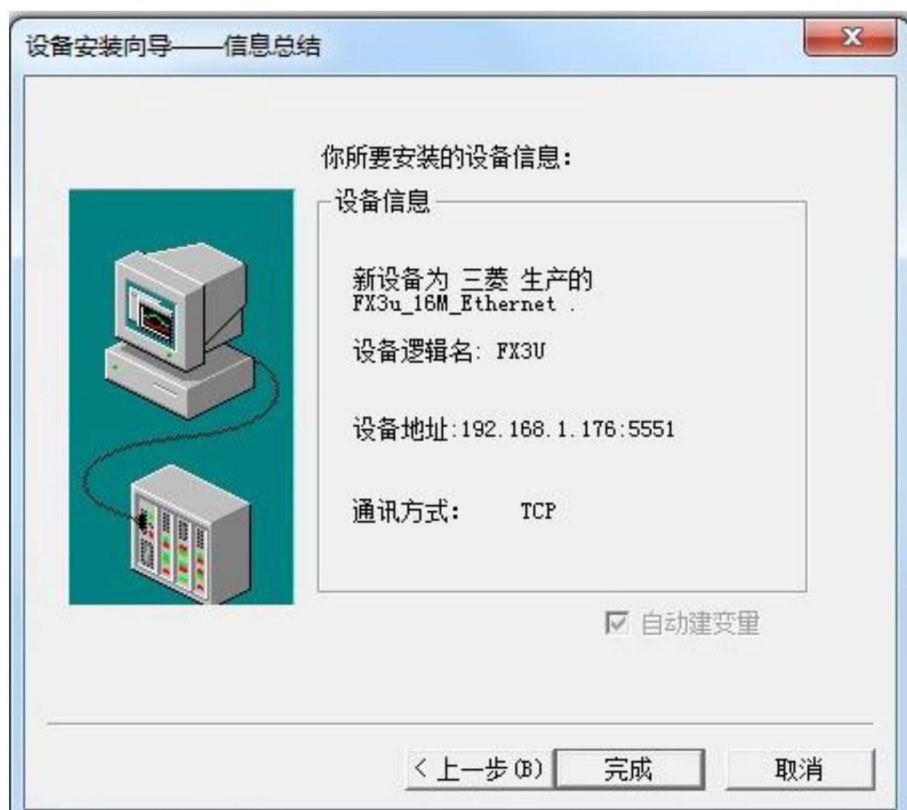 设备安装向导——信息总结
你所要安装的设备信息：
设备信息
新设备为 三菱 生产的
FX3u_16M_Ethernet .
设备逻辑名: FX3U
设备地址:192.168.1.176:5551
通讯方式： TCP
自动建变量
< 上一步(B)
完成
取消